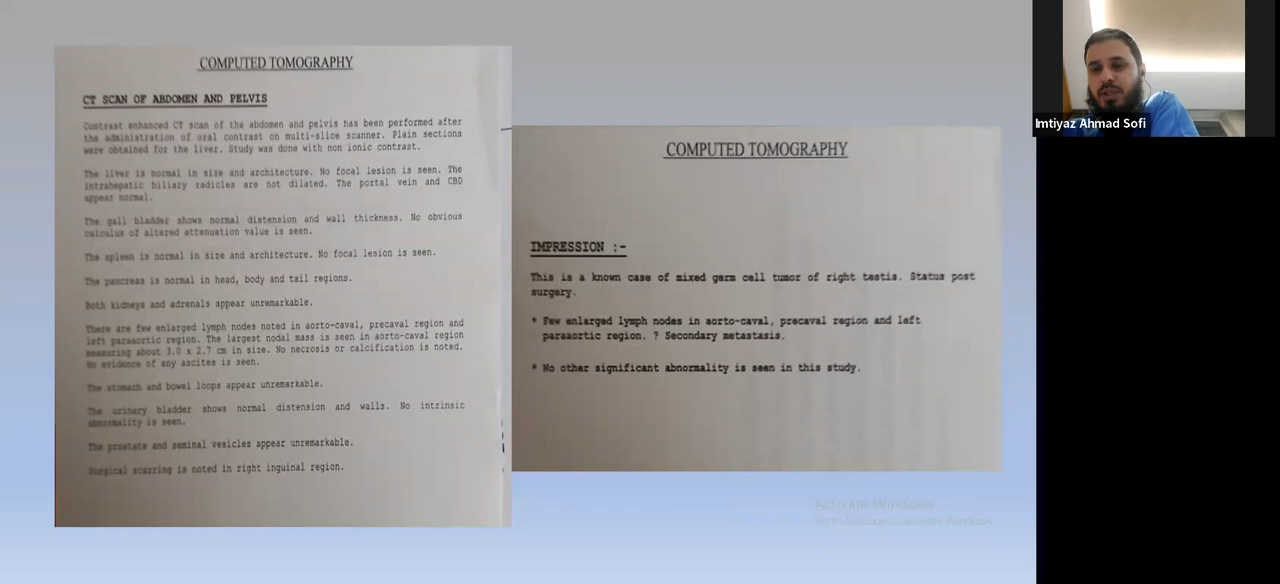 COMPUTED TOMOGRAPHY
CT SCAN OF ABDOMEN AND PELVIS
Contrast enhanced CT scan of the abdomen and pelvis has been performed after
the administration of oral contrast on multi-slice scanner. Plain sections
were obtained for the liver. Study was done with non ionic contrast.
The liver is normal in size and architecture. No focal lesion is seen. The
intrahepatic biliary radicles are not dilated. The portal vein and CBD
appear normal.
The gall bladder shows normal distension and wall thickness. No obvious
calculus of altered attenuation value is seen.
The spleen is normal in size and architecture. No focal lesion is seen.
The pancreas is normal in head, body and tail regions.
Both kidneys and adrenals appear unremarkable.
There are few enlarged lymph nodes noted in aorto-caval, precaval region and
left paraaortic region. The largest nodal mass is seen in aorto-caval region
measuring about 3.0 x 2.7 cm in size. No necrosis or calcification is noted.
No evidence of any ascites is seen.
The stomach and bowel loops appear unremarkable.
The urinary bladder shows normal distension and walls. No intrinsic
abnormality is seen.
The prostate and seminal vesicles appear unremarkable.
Surgical scarring is noted in right inguinal region.
COMPUTED TOMOGRAPHY
IMPRESSION :-
This is a known case of mixed germ cell tumor of right testis. Status post
surgery.
* Few enlarged lymph nodes in aorto-caval, precaval region and left
paraaortic region. ? Secondary metastasis.
* No other significant abnormality is seen in this study.
Activate Windows
Go to Settings to activate Windows.
Imtiyaz Ahmad Sofi